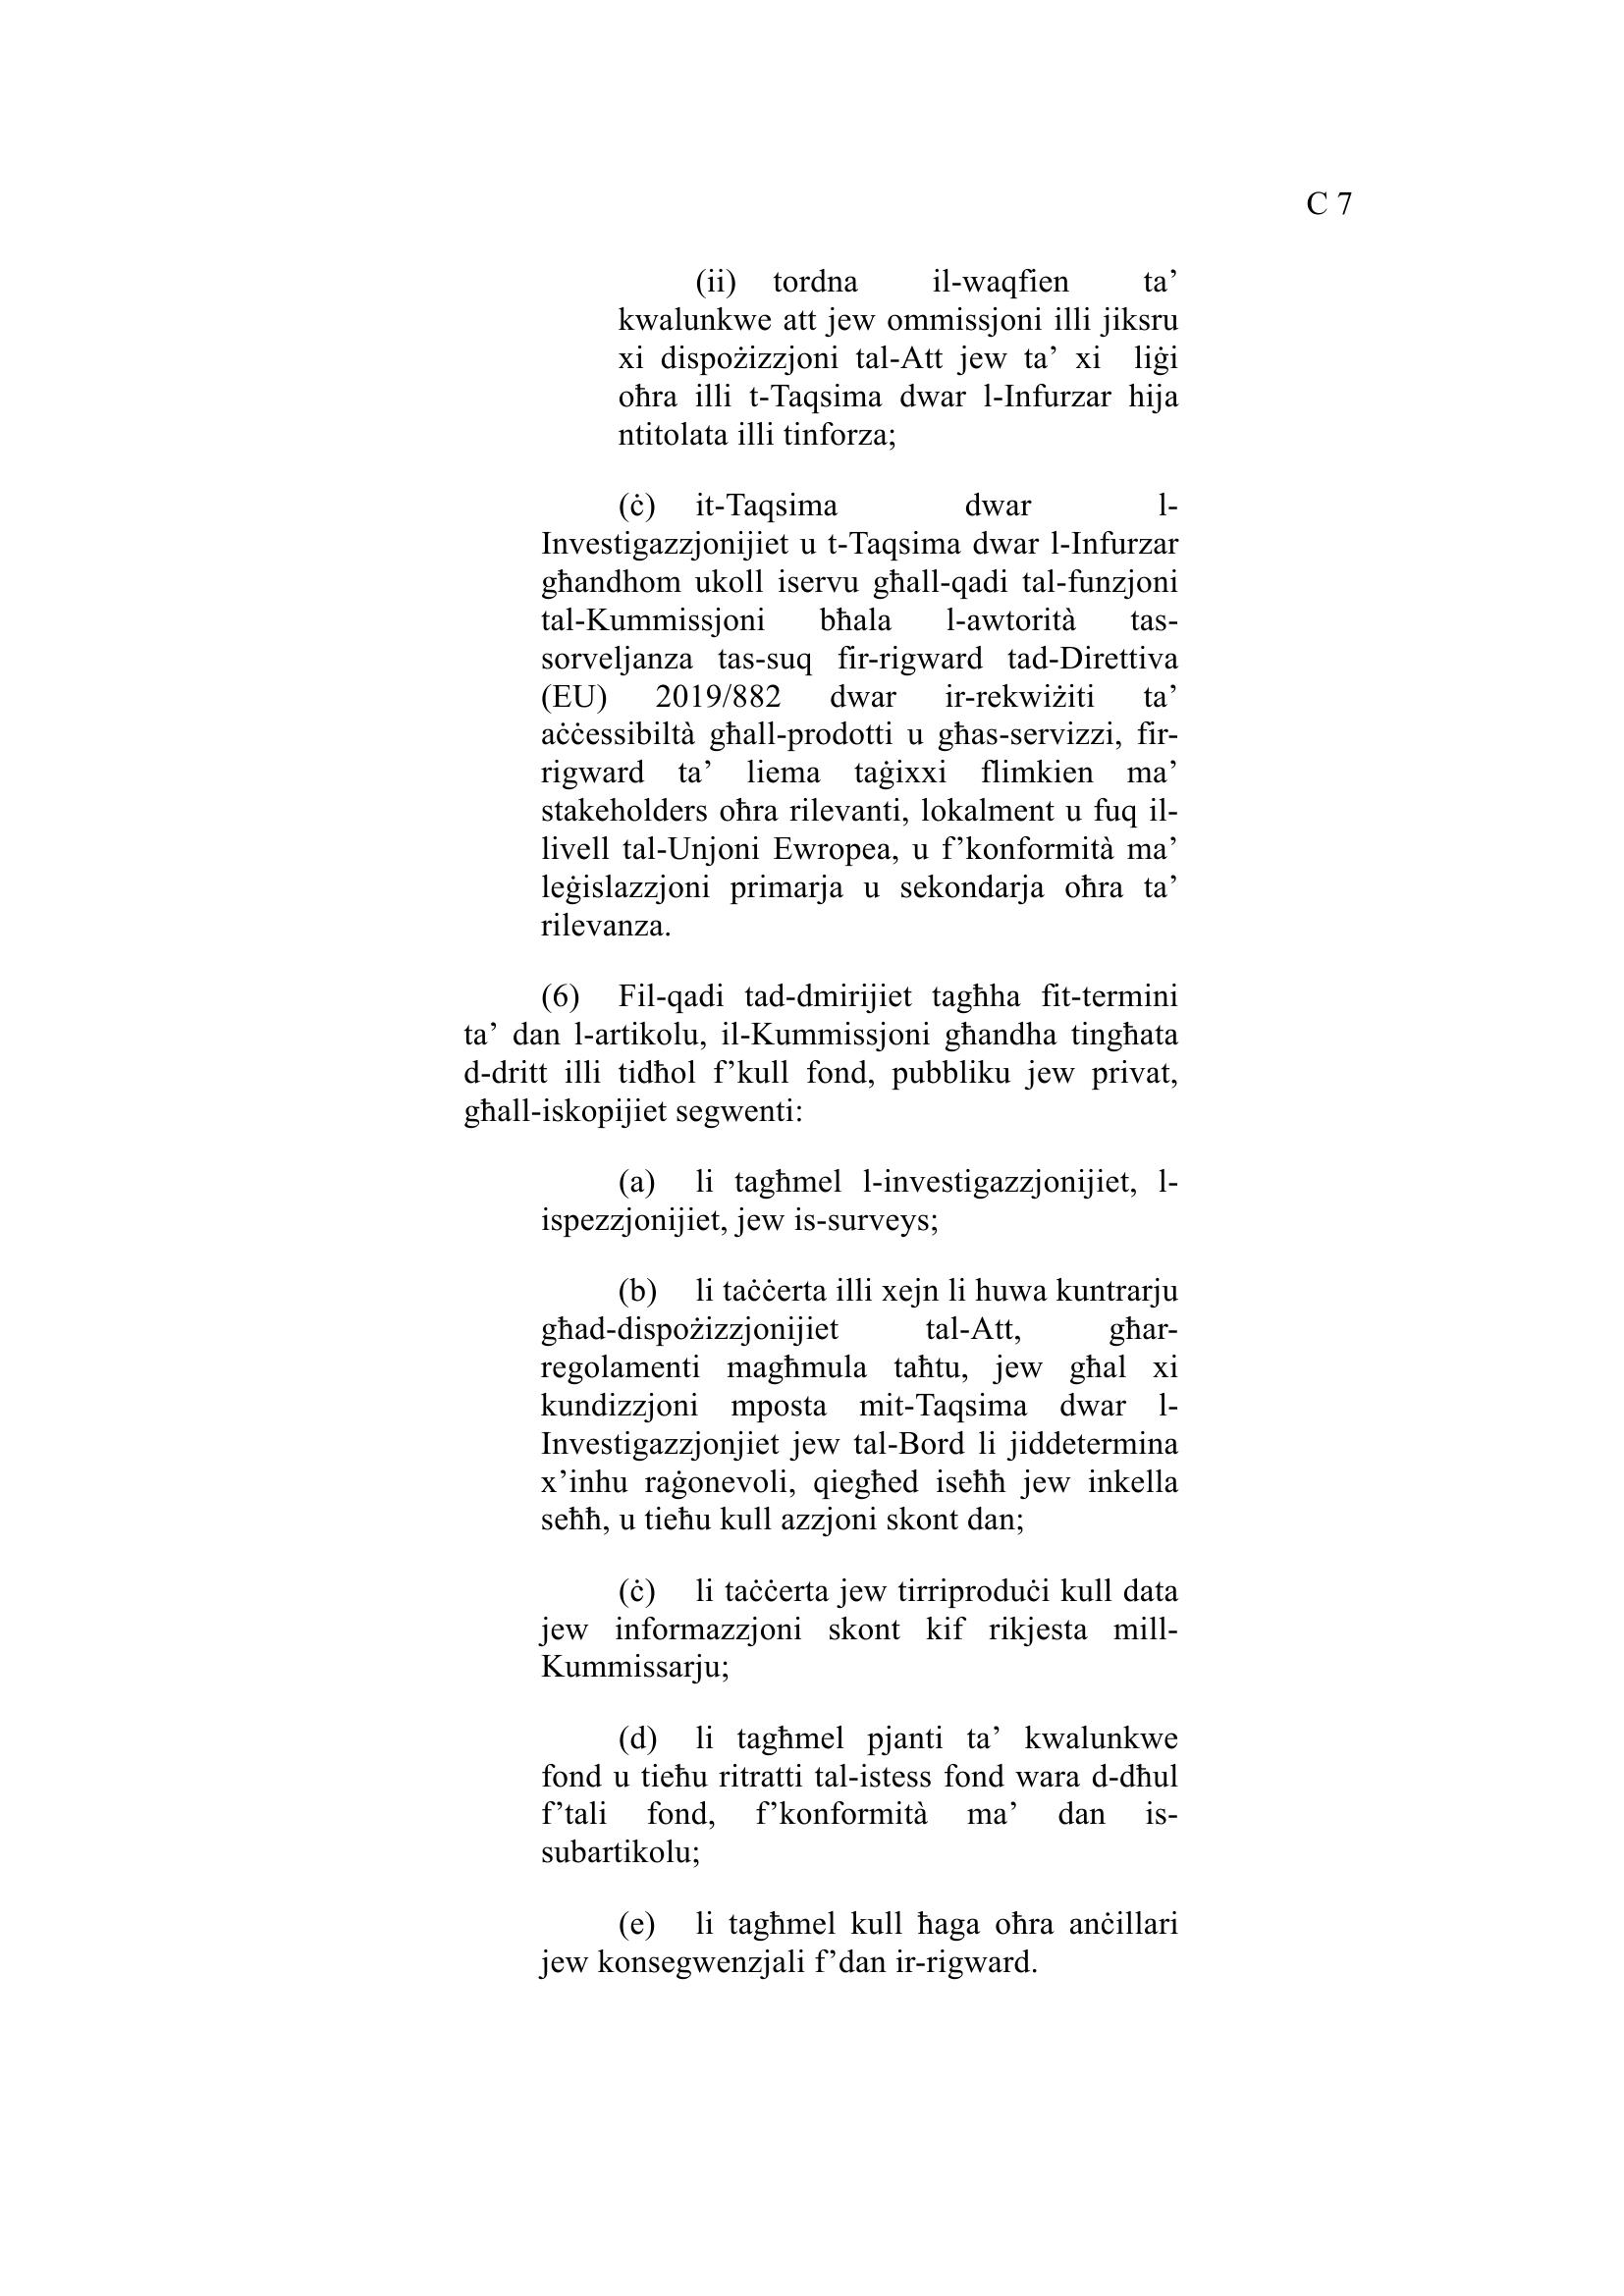 C 7
(ii) tordna il-waqfien ta’
kwalunkwe att jew ommissjoni illi jiksru
xi dispożizzjoni tal-Att jew ta’ xi liġi
oħra illi t-Taqsima dwar l-Infurzar hija
ntitolata illi tinforza;
(ċ) it-Taqsima dwar l-
Investigazzjonijiet u t-Taqsima dwar l-Infurzar
għandhom ukoll iservu għall-qadi tal-funzjoni
tal-Kummissjoni bħala l-awtorità tas-
sorveljanza tas-suq fir-rigward tad-Direttiva
(EU) 2019/882 dwar ir-rekwiżiti ta’
aċċessibiltà għall-prodotti u għas-servizzi, fir-
rigward ta’ liema taġixxi flimkien ma’
stakeholders oħra rilevanti, lokalment u fuq il-
livell tal-Unjoni Ewropea, u f’konformità ma’
leġislazzjoni primarja u sekondarja oħra ta’
rilevanza.
(6) Fil-qadi tad-dmirijiet tagħha fit-termini
ta’ dan l-artikolu, il-Kummissjoni għandha tingħata
d-dritt illi tidħol f’kull fond, pubbliku jew privat,
għall-iskopijiet segwenti:
(a) li tagħmel l-investigazzjonijiet, l-
ispezzjonijiet, jew is-surveys;
(b) li taċċerta illi xejn li huwa kuntrarju
għad-dispożizzjonijiet tal-Att, għar-
regolamenti magħmula taħtu, jew għal xi
kundizzjoni mposta mit-Taqsima dwar l-
Investigazzjonjiet jew tal-Bord li jiddetermina
x’inhu raġonevoli, qiegħed iseħħ jew inkella
seħħ, u tieħu kull azzjoni skont dan;
(ċ) li taċċerta jew tirriproduċi kull data
jew informazzjoni skont kif rikjesta mill-
Kummissarju;
(d) li tagħmel pjanti ta’ kwalunkwe
fond u tieħu ritratti tal-istess fond wara d-dħul
f’tali fond, f’konformità ma’ dan is-
subartikolu;
(e) li tagħmel kull ħaga oħra anċillari
jew konsegwenzjali f’dan ir-rigward.